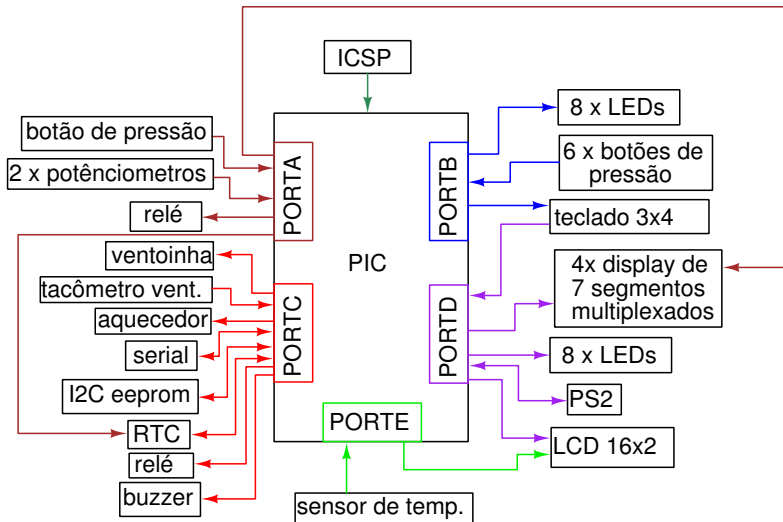 ICSP
8 x LEDs
botão de pressão
6 x botões de
pressão
2 x potênciometros
PORTA
PORTB
relé
teclado 3x4
ventoinha
PIC
4x display de
7 segmentos
multiplexados
tacômetro vent.
aquecedor
PORTC
PORTD
serial
8 x LEDs
I2C eeprom
PS2
RTC
PORTE
LCD 16x2
relé
buzzer
sensor de temp.